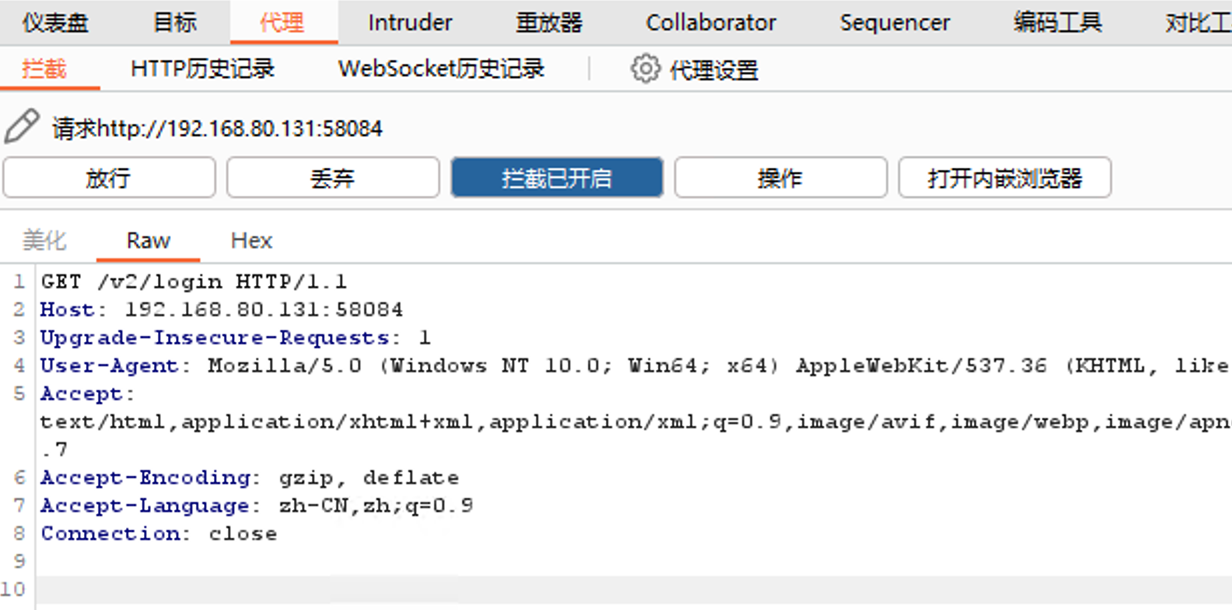 仪表盘 目标 代理 Intruder 重放器 Collaborator Sequencer 编码工具 对比工
拦截 HTTP历史记录 WebSocket历史记录 代理设置
请求http://192.168.80.131:58084
放行 丢弃 拦截已开启 操作 打开内嵌浏览器
美化 Raw Hex
1 GET /v2/login HTTP/1.1
2 Host: 192.168.80.131:58084
3 Upgrade-Insecure-Requests: 1
4 User-Agent: Mozilla/5.0 (Windows NT 10.0; Win64; x64) AppleWebKit/537.36 (KHTML, like
5 Accept:
text/html,application/xhtml+xml,application/xml;q=0.9,image/avif,image/webp,image/apn
.7
6 Accept-Encoding: gzip, deflate
7 Accept-Language: zh-CN,zh;q=0.9
8 Connection: close
9
10